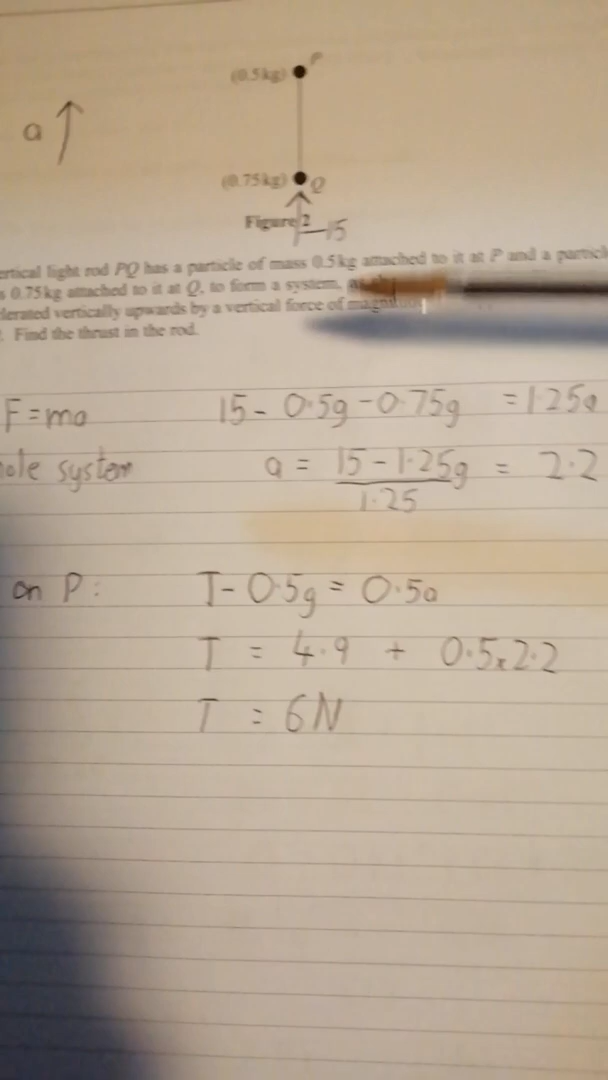 (0.5kg) P
a
(0.75kg) Q
Figure 2 15
ertical light rod PQ has a particle of mass 0.5kg attached to it at P and a particl
s 0.75kg attached to it at Q, to form a system,
lerated vertically upwards by a vertical force of
. Find the thrust in the rod.
F = ma 15 - 0.5g - 0.75g = 1.25a
hole system a = 15 - 1.25g = 2.2
1.25
on P: T - 0.5g = 0.5a
T = 4.9 + 0.5x2.2
T = 6N